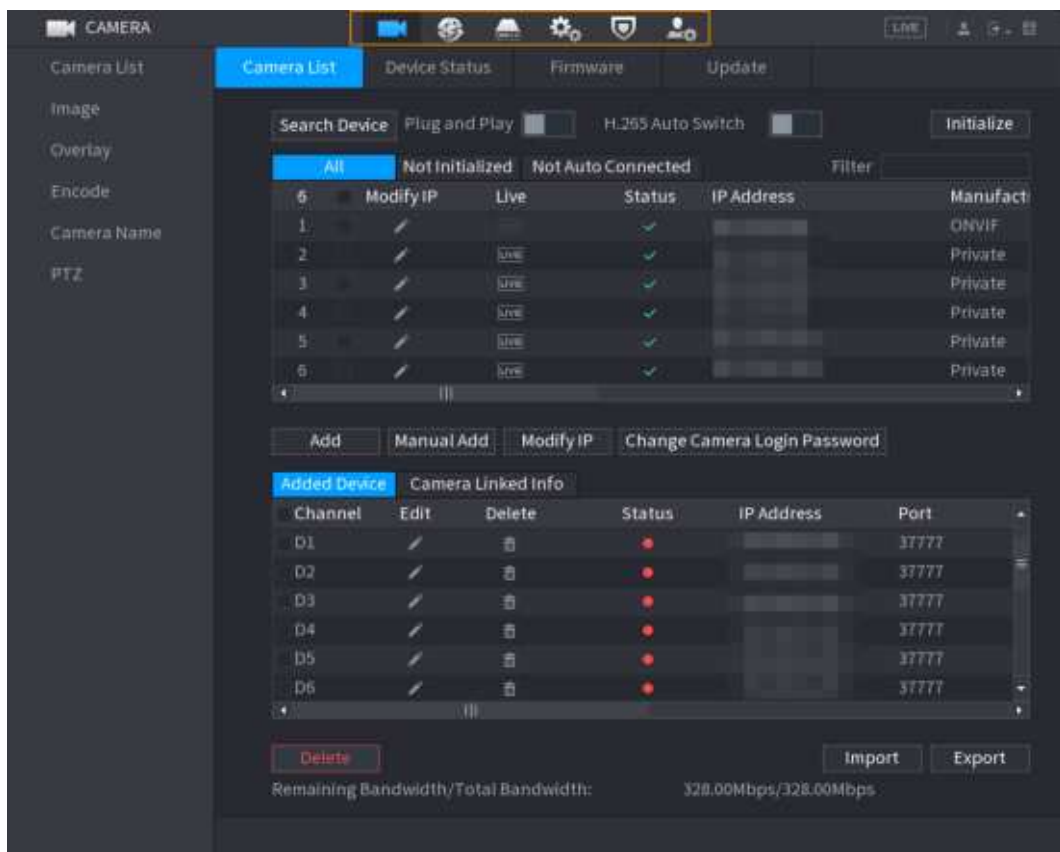 CAMERA LIVE
Camera List
Image
Overlay
Encode
Camera Name
PTZ
Camera List Device Status Firmware Update
Search Device Plug and Play H.265 Auto Switch Initialize
All Not Initialized Not Auto Connected Filter
6 Modify IP Live Status IP Address Manufact
1 ONVIF
2 LIVE Private
3 LIVE Private
4 LIVE Private
5 LIVE Private
6 LIVE Private
Add Manual Add Modify IP Change Camera Login Password
Added Device Camera Linked Info
Channel Edit Delete Status IP Address Port
D1 37777
D2 37777
D3 37777
D4 37777
D5 37777
D6 37777
Delete Import Export
Remaining Bandwidth/Total Bandwidth: 328.00Mbps/328.00Mbps